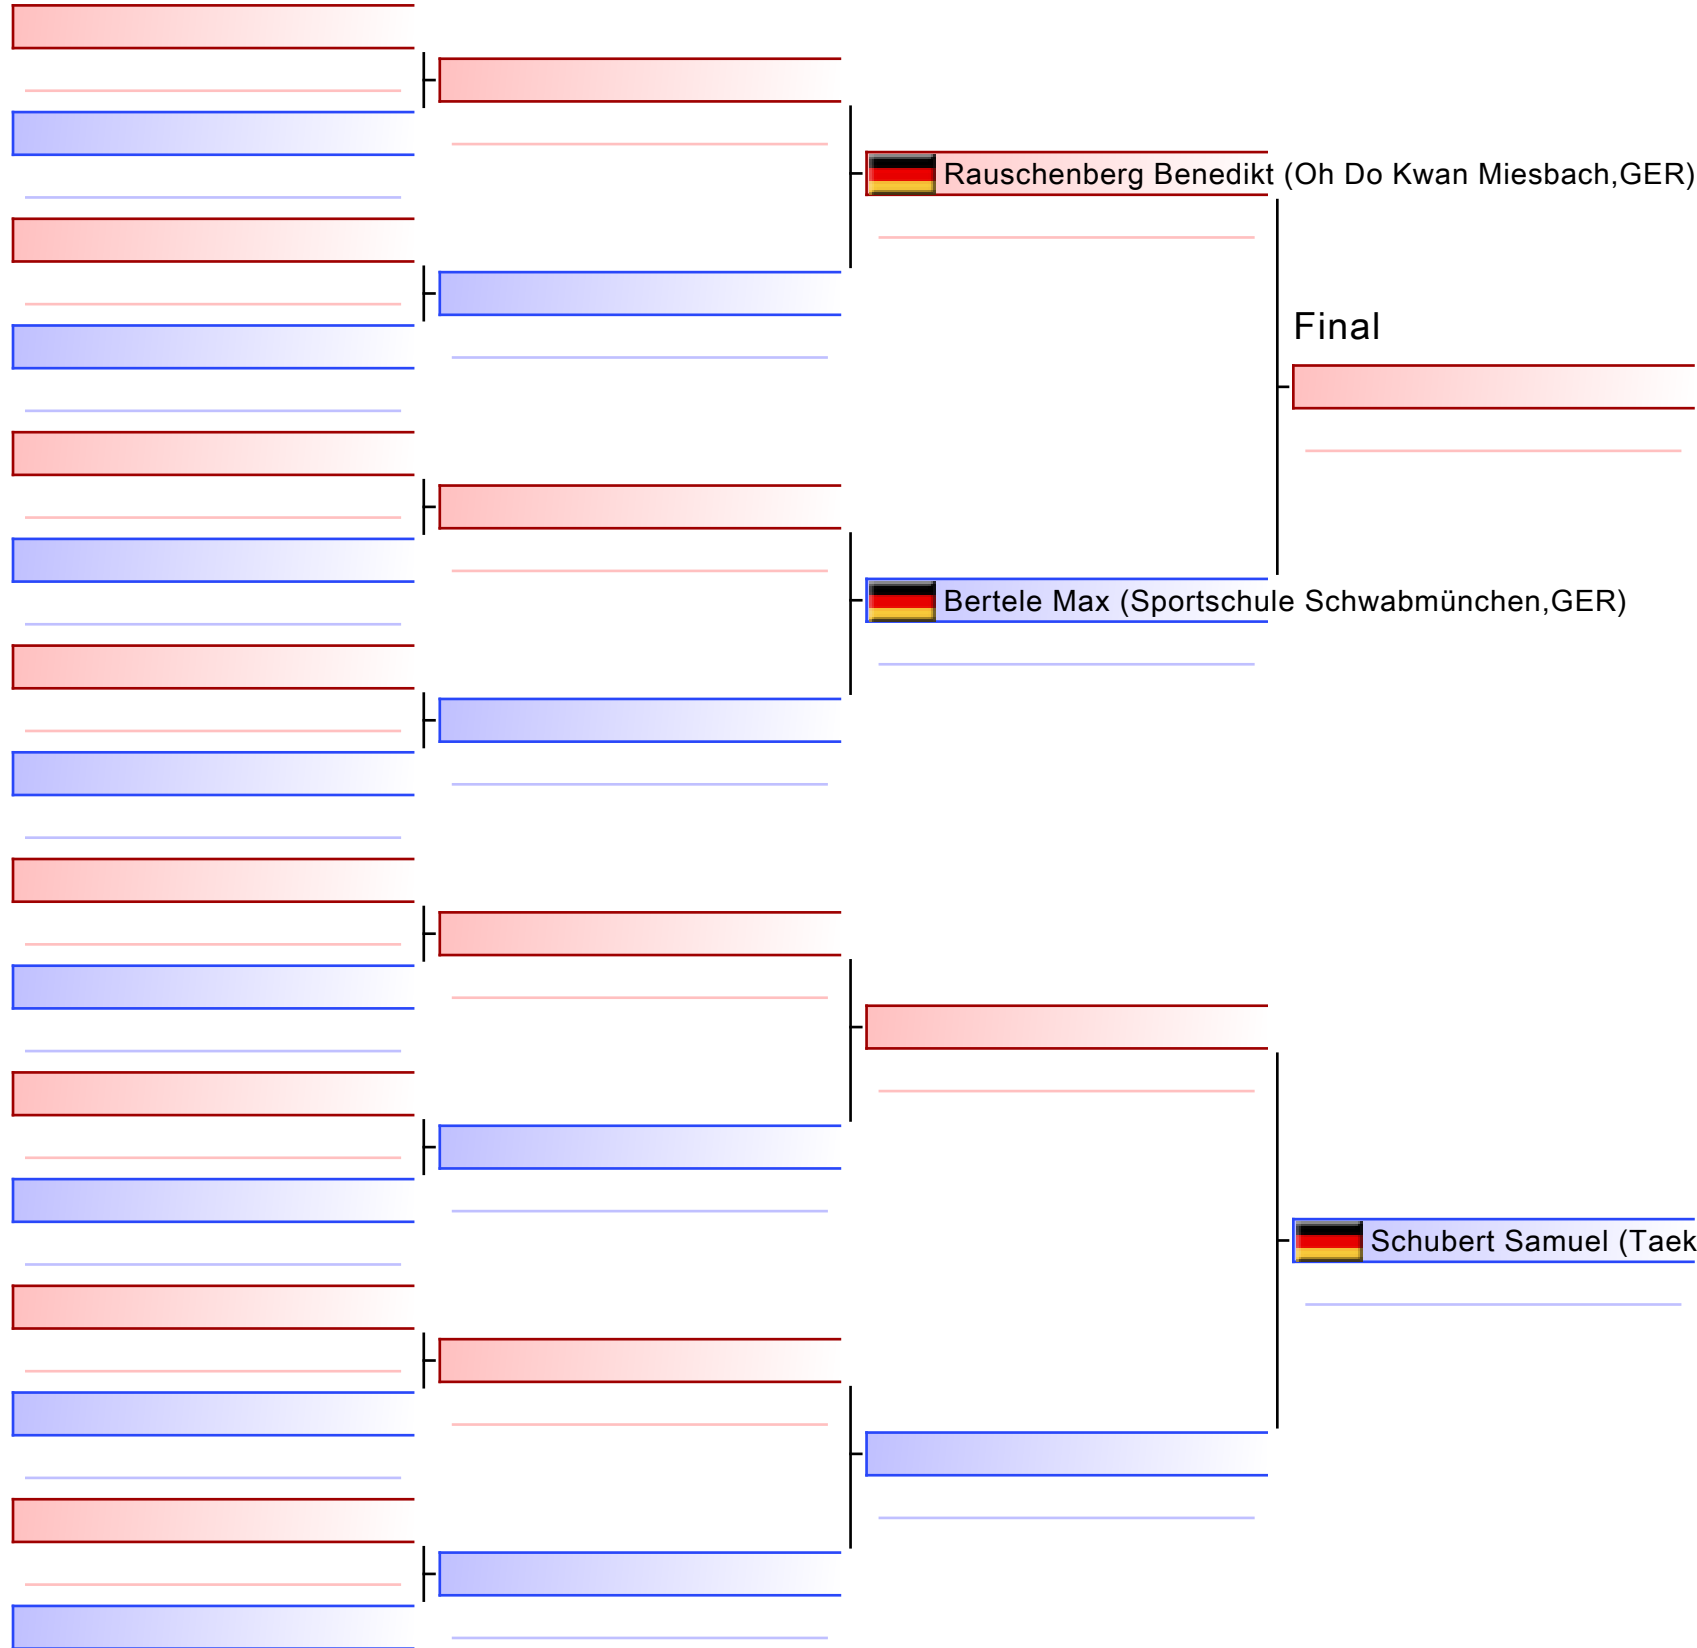 Rauschenberg Benedikt (Oh Do Kwan Miesbach,GER)
Final
Bertele Max (Sportschule Schwabmünchen,GER)
Schubert Samuel (Taek